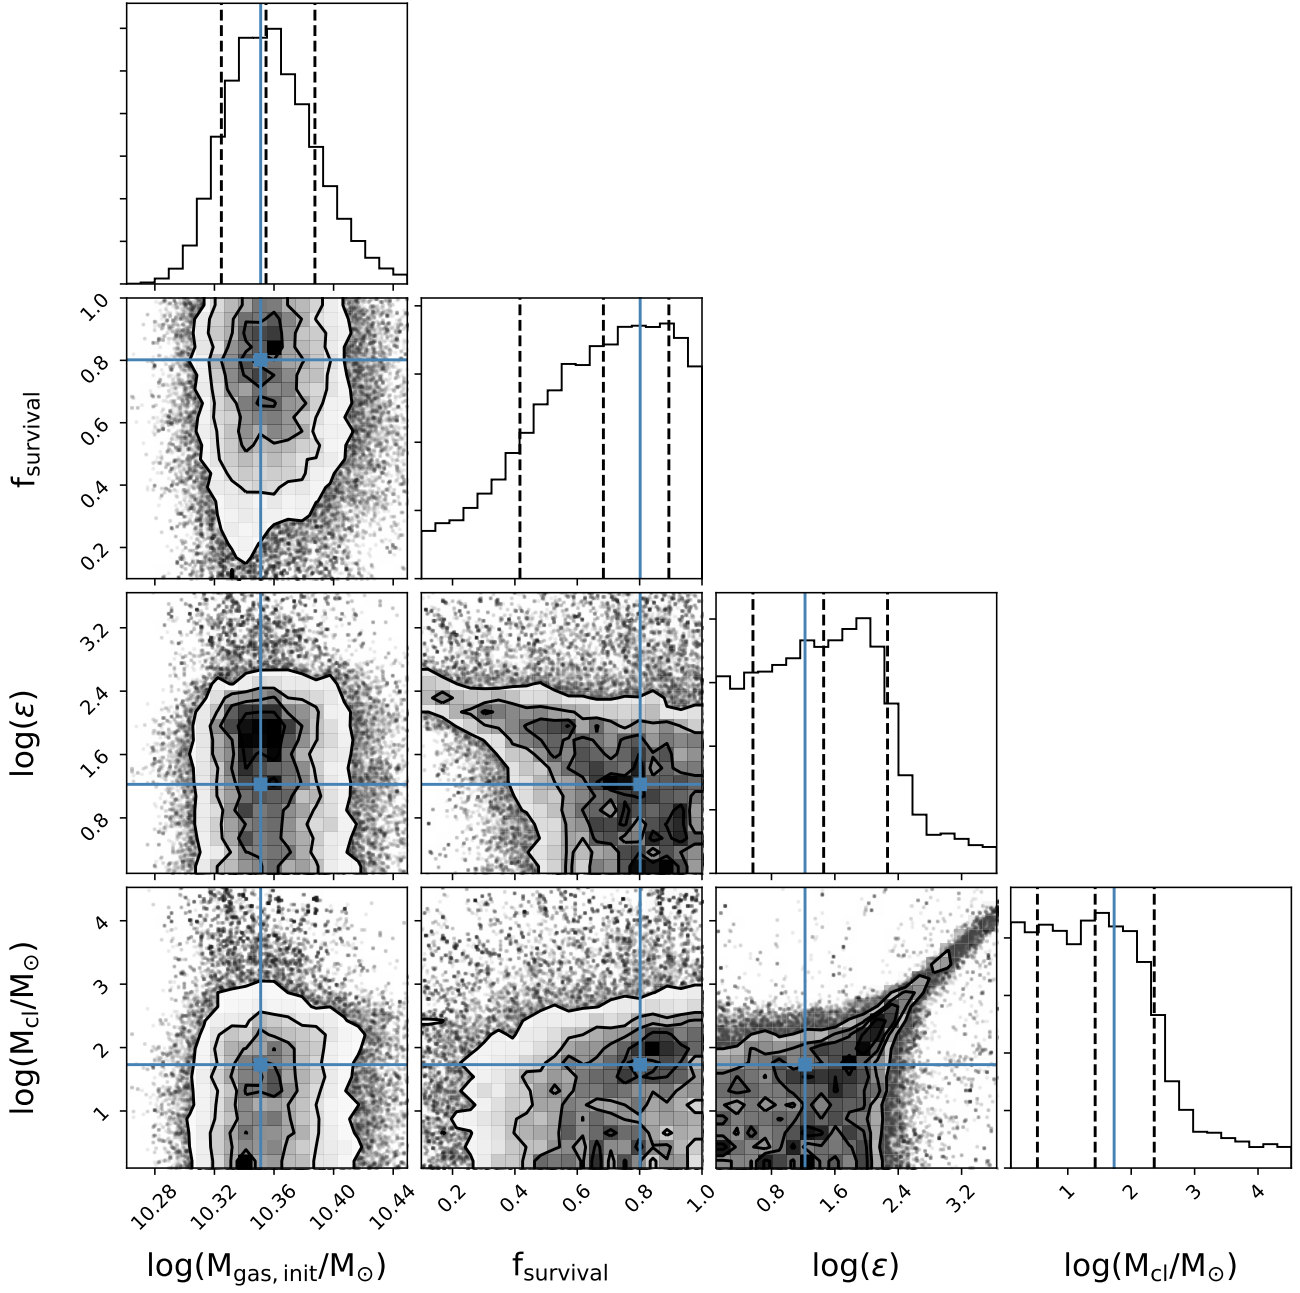 1.0
0.8
0.6
0.4
0.2
f_survival
3.2
2.4
1.6
0.8
log(ε)
4
3
2
1
log(M_cl/M_⊙)
10.28 10.32 10.36 10.40 10.44
0.2 0.4 0.6 0.8 1.0
0.8 1.6 2.4 3.2
1 2 3 4
log(M_gas, init/M_⊙)
f_survival
log(ε)
log(M_cl/M_⊙)